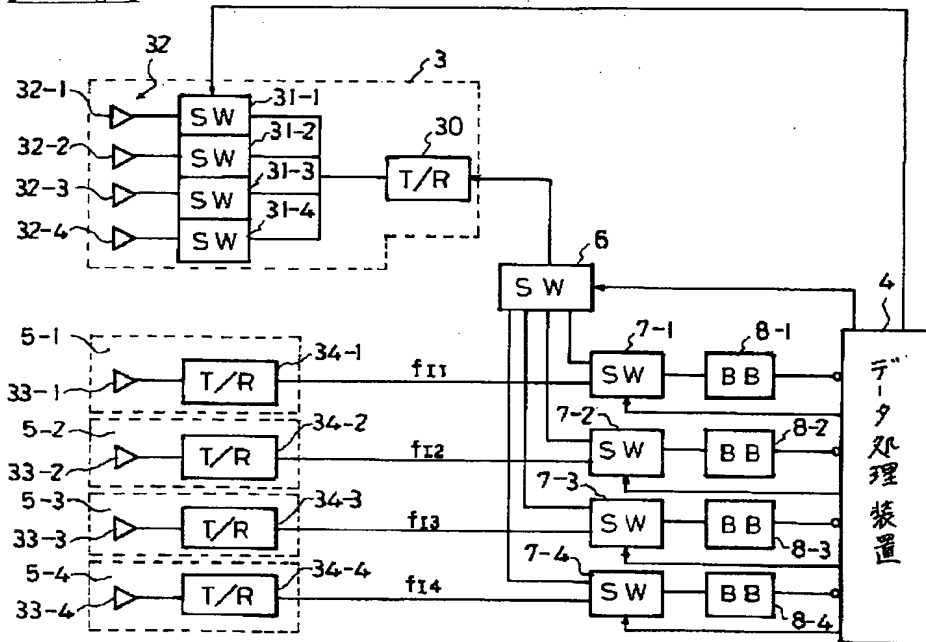 32
3
32-1
SW
31-1
32-2
SW
31-2
30
T/R
32-3
SW
31-3
32-4
SW
31-4
6
SW
4
データ処理装置
5-1
33-1
T/R
34-1
fI1
7-1
SW
8-1
BB
5-2
33-2
T/R
34-2
fI2
7-2
SW
8-2
BB
5-3
33-3
T/R
34-3
fI3
7-3
SW
BB
8-3
5-4
33-4
T/R
34-4
fI4
7-4
SW
BB
8-4